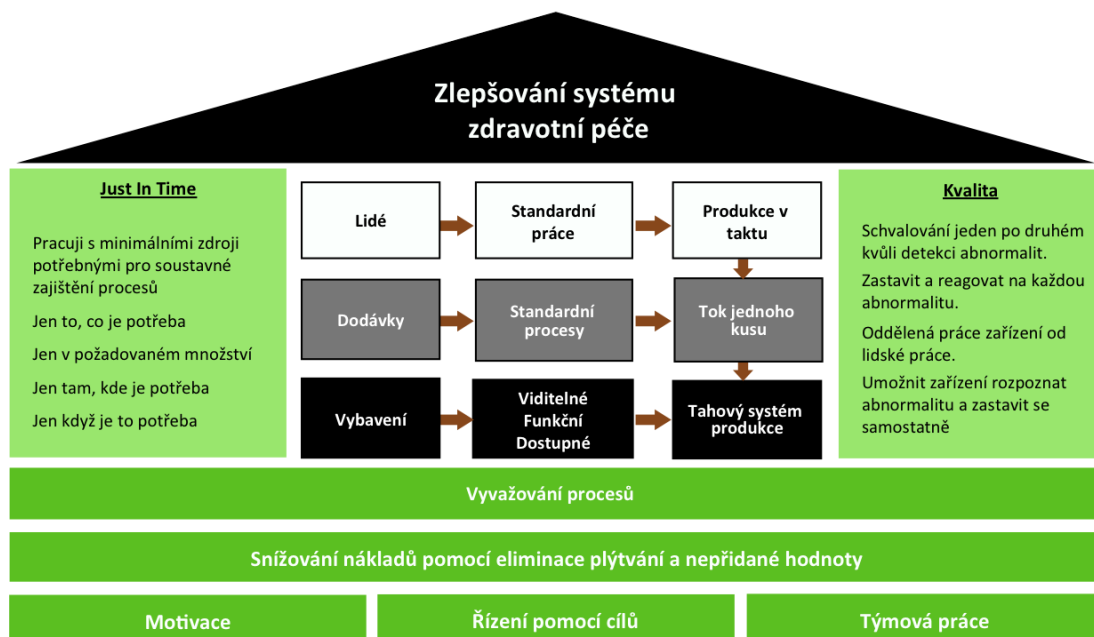 Zlepšování systému
zdravotní péče
Just In Time
Pracuji s minimálními zdroji
potřebnými pro soustavné
zajištění procesů
Jen to, co je potřeba
Jen v požadovaném množství
Jen tam, kde je potřeba
Jen když je to potřeba
Lidé
Standardní
práce
Produkce v
taktu
Dodávky
Standardní
procesy
Tok jednoho
kusu
Vybavení
Viditelné
Funkční
Dostupné
Tahový systém
produkce
Kvalita
Schvalování jeden po druhém
kvůli detekci abnormalit.
Zastavit a reagovat na každou
abnormalitu.
Oddělená práce zařízení od
lidské práce.
Umožnit zařízení rozpoznat
abnormalitu a zastavit se
samostatně
Vyvažování procesů
Snížování nákladů pomocí eliminace plýtvání a nepřidané hodnoty
Motivace
Řízení pomocí cílů
Týmová práce